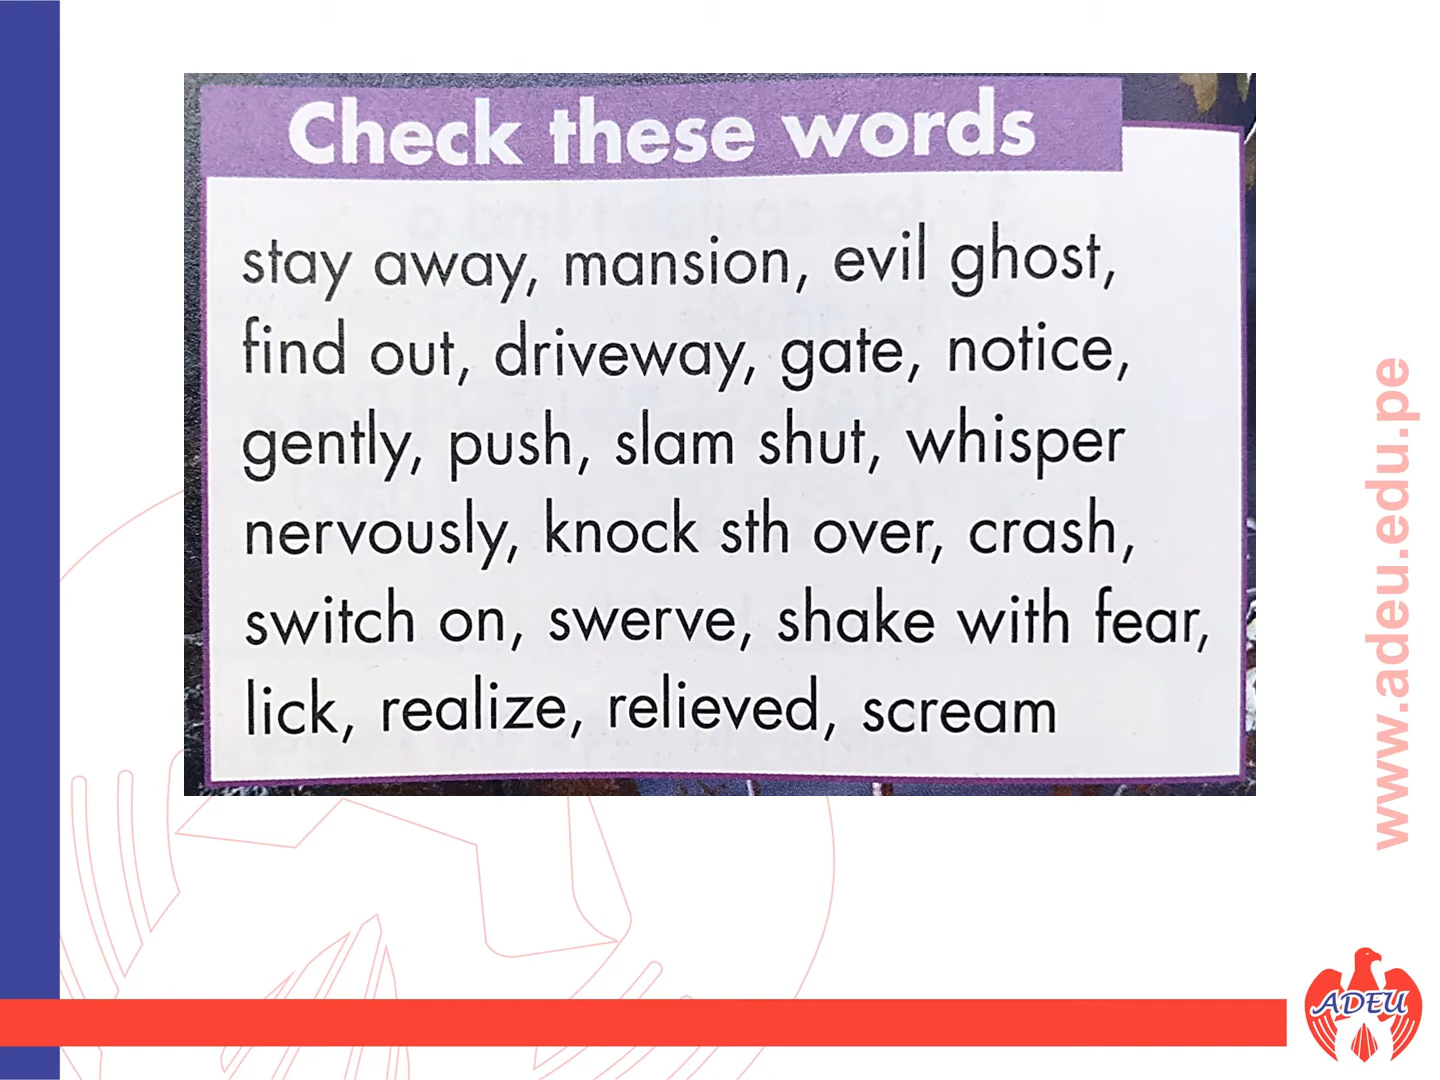 Check these words
stay away, mansion, evil ghost,
find out, driveway, gate, notice,
gently, push, slam shut, whisper
nervously, knock sth over, crash,
switch on, swerve, shake with fear,
lick, realize, relieved, scream
www.adeu.edu.pe
ADEU